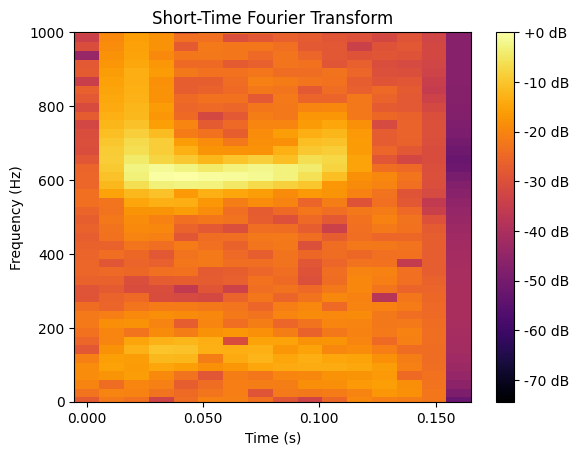 Short-Time Fourier Transform
1000
800
600
400
200
0
Frequency (Hz)
0.000
0.050
0.100
0.150
Time (s)
+0 dB
-10 dB
-20 dB
-30 dB
-40 dB
-50 dB
-60 dB
-70 dB